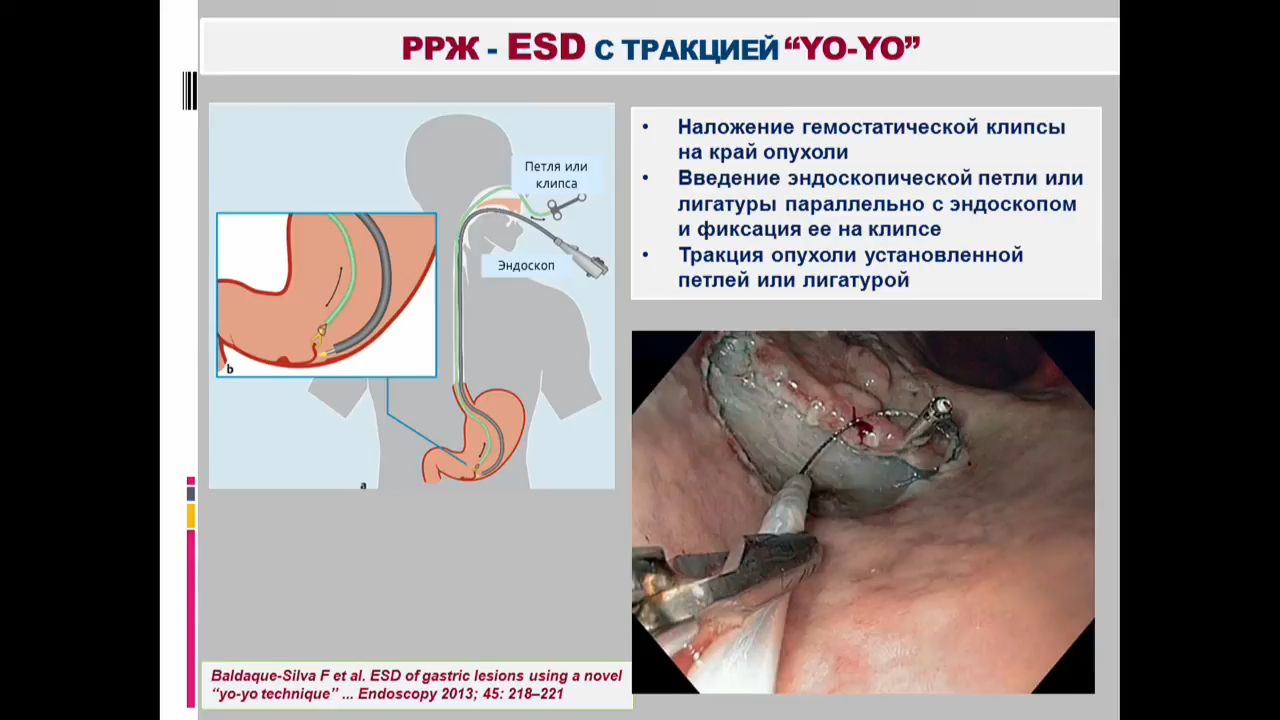 РРЖ - ESD С ТРАКЦИЕЙ “YO-YO”
Петля или
клипса
Эндоскоп
b
a
• Наложение гемостатической клипсы
на край опухоли
• Введение эндоскопической петли или
лигатуры параллельно с эндоскопом
и фиксация ее на клипсе
• Тракция опухоли установленной
петлей или лигатурой
Baldaque-Silva F et al. ESD of gastric lesions using a novel
“yo-yo technique” ... Endoscopy 2013; 45: 218–221